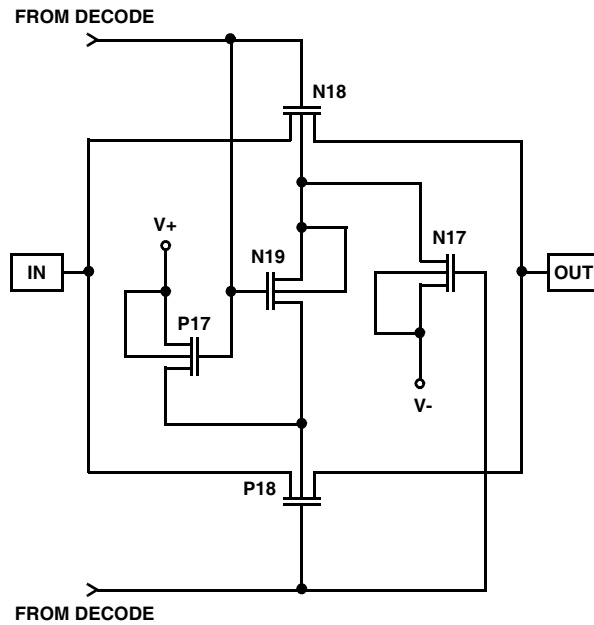 FROM DECODE
N18
V+
N19
N17
IN
OUT
P17
V-
P18
FROM DECODE